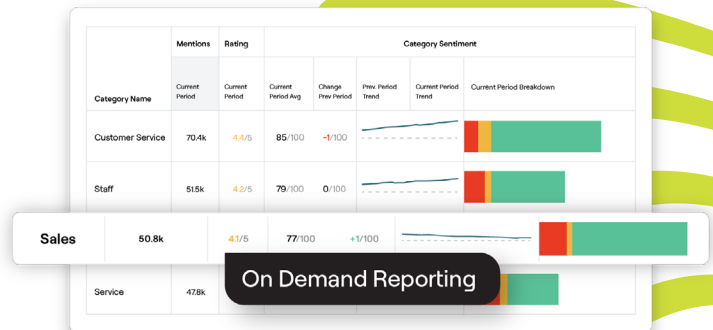 Mentions Rating Category Sentiment
Category Name Current Period Current Period Current Period Avg Change Prev Period Prev. Period Trend Current Period Trend Current Period Breakdown
Customer Service 70.4k 4.4/5 85/100 -1/100
Staff 51.5k 4.2/5 79/100 0/100
Sales 50.8k 4.1/5 77/100 +1/100
On Demand Reporting
Service 47.8k